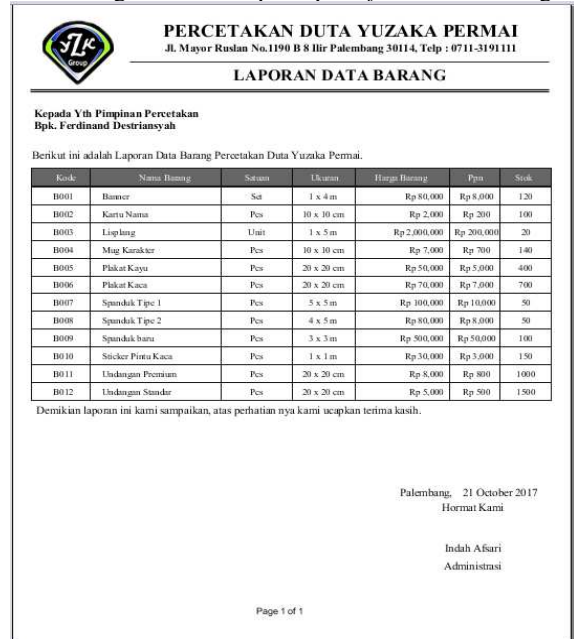 YZK
Group
PERCETAKAN DUTA YUZAKA PERMAI
Jl. Mayor Ruslan No.1190 B 8 Ilir Palembang 30114, Telp : 0711-3191111
LAPORAN DATA BARANG
Kepada Yth Pimpinan Percetakan
Bpk. Ferdinand Destriansyah
Berikut ini adalah Laporan Data Barang Percetakan Duta Yuzaka Permai.
Kode Nama Barang Satuan Ukuran Harga Barang Ppn Stok
B001 Banner Set 1 x 4 m Rp 80,000 Rp 8,000 120
B002 Kartu Nama Pcs 10 x 10 cm Rp 2,000 Rp 200 100
B003 Lisplang Unit 1 x 5 m Rp 2,000,000 Rp 200,000 20
B004 Mug Karakter Pcs 10 x 10 cm Rp 7,000 Rp 700 140
B005 Plakat Kayu Pcs 20 x 20 cm Rp 50,000 Rp 5,000 400
B006 Plakat Kaca Pcs 20 x 20 cm Rp 70,000 Rp 7,000 700
B007 Spanduk Tipe 1 Pcs 5 x 5 m Rp 100,000 Rp 10,000 50
B008 Spanduk Tipe 2 Pcs 4 x 5 m Rp 80,000 Rp 8,000 50
B009 Spanduk baru Pcs 3 x 3 m Rp 500,000 Rp 50,000 100
B010 Sticker Pintu Kaca Pcs 1 x 1 m Rp 30,000 Rp 3,000 150
B011 Undangan Premium Pcs 20 x 20 cm Rp 8,000 Rp 800 1000
B012 Undangan Standar Pcs 20 x 20 cm Rp 5,000 Rp 500 1500
Demikian laporan ini kami sampaikan, atas perhatian nya kami ucapkan terima kasih.
Palembang, 21 October 2017
Hormat Kami
Indah Afsari
Administrasi
Page 1 of 1